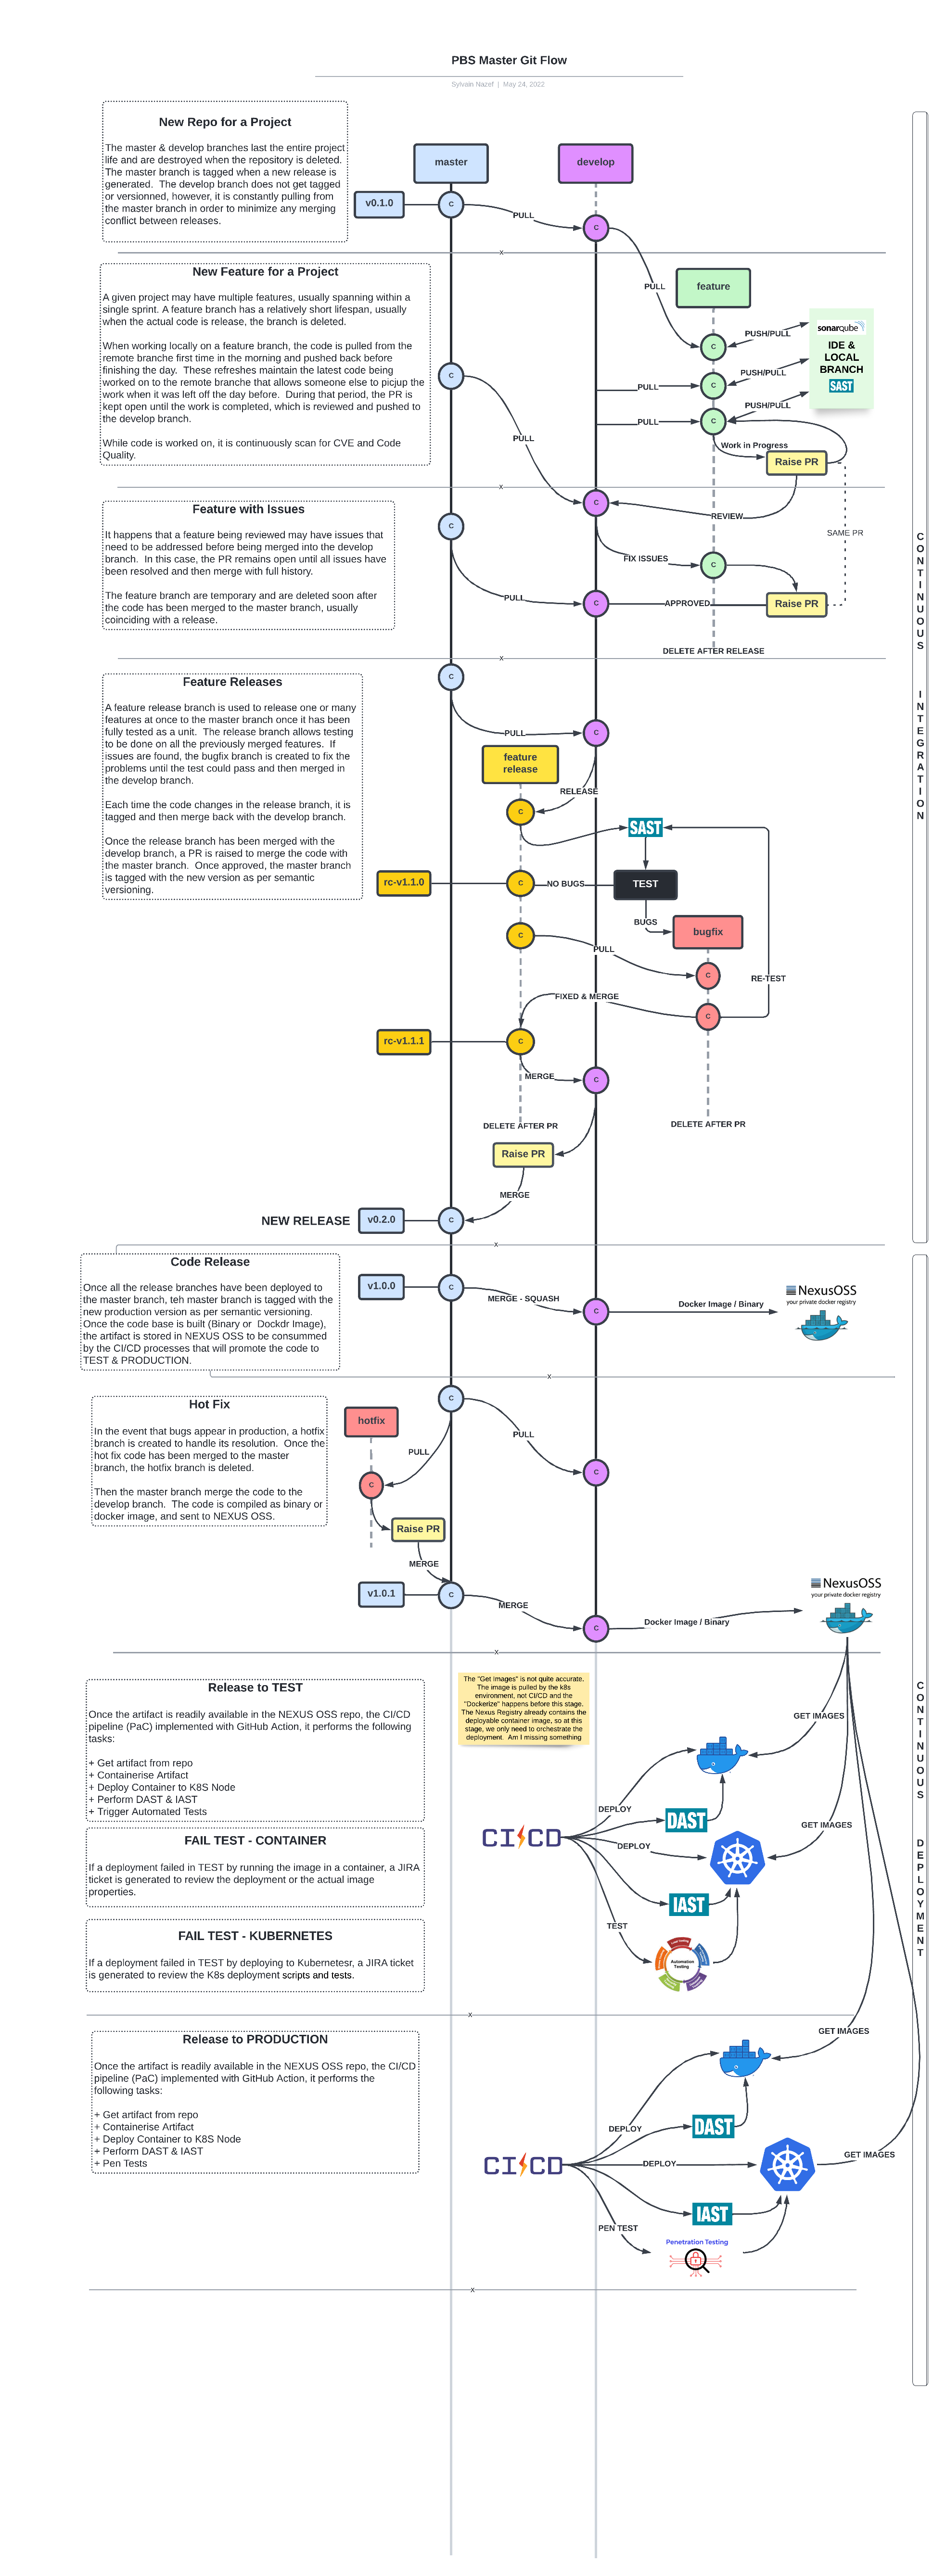 PBS Master Git Flow
Sylvain Nazef | May 24, 2022
New Repo for a Project
The master & develop branches last the entire project
life and are destroyed when the repository is deleted.
The master branch is tagged when a new release is
generated. The develop branch does not get tagged
or versionned, however, it is constantly pulling from
the master branch in order to minimize any merging
conflict between releases.
master
develop
v0.1.0
C
PULL
C
x
New Feature for a Project
A given project may have multiple features, usually spanning within a
single sprint. A feature branch has a relatively short lifespan, usually
when the actual code is release, the branch is deleted.
When working locally on a feature branch, the code is pulled from the
remote branche first time in the morning and pushed back before
finishing the day. These refreshes maintain the latest code being
worked on to the remote branche that allows someone else to picjup the
work when it was left off the day before. During that period, the PR is
kept open until the work is completed, which is reviewed and pushed to
the develop branch.
While code is worked on, it is continuously scan for CVE and Code
Quality.
feature
PULL
C
PUSH/PULL
sonarqube
IDE &
LOCAL
BRANCH
SAST
C
PULL
C
PUSH/PULL
PULL
C
PUSH/PULL
PULL
Work in Progress
Raise PR
x
Feature with Issues
It happens that a feature being reviewed may have issues that
need to be addressed before being merged into the develop
branch. In this case, the PR remains open until all issues have
been resolved and then merge with full history.
The feature branch are temporary and are deleted soon after
the code has been merged to the master branch, usually
coinciding with a release.
C
C
REVIEW
SAME PR
FIX ISSUES
C
PULL
C
APPROVED
Raise PR
DELETE AFTER RELEASE
x
Feature Releases
A feature release branch is used to release one or many
features at once to the master branch once it has been
fully tested as a unit. The release branch allows testing
to be done on all the previously merged features. If
issues are found, the bugfix branch is created to fix the
problems until the test could pass and then merged in
the develop branch.
Each time the code changes in the release branch, it is
tagged and then merge back with the develop branch.
Once the release branch has been merged with the
develop branch, a PR is raised to merge the code with
the master branch. Once approved, the master branch
is tagged with the new version as per semantic
versioning.
C
PULL
C
feature
release
RELEASE
C
SAST
rc-v1.1.0
C
NO BUGS
TEST
BUGS
bugfix
C
PULL
C
RE-TEST
FIXED & MERGE
C
rc-v1.1.1
C
MERGE
C
DELETE AFTER PR
DELETE AFTER PR
Raise PR
MERGE
NEW RELEASE
v0.2.0
C
x
CONTINUOUS
INTEGRATION
Code Release
Once all the release branches have been deployed to
the master branch, teh master branch is tagged with the
new production version as per semantic versioning.
Once the code base is built (Binary or Dockdr Image),
the artifact is stored in NEXUS OSS to be consummed
by the CI/CD processes that will promote the code to
TEST & PRODUCTION.
v1.0.0
C
MERGE - SQUASH
C
Docker Image / Binary
NexusOSS
your private docker registry
x
Hot Fix
In the event that bugs appear in production, a hotfix
branch is created to handle its resolution. Once the
hot fix code has been merged to the master
branch, the hotfix branch is deleted.
Then the master branch merge the code to the
develop branch. The code is compiled as binary or
docker image, and sent to NEXUS OSS.
C
hotfix
PULL
PULL
C
C
Raise PR
MERGE
v1.0.1
C
MERGE
C
Docker Image / Binary
NexusOSS
your private docker registry
x
Release to TEST
Once the artifact is readily available in the NEXUS OSS repo, the CI/CD
pipeline (PaC) implemented with GitHub Action, it performs the following
tasks:
+ Get artifact from repo
+ Containerise Artifact
+ Deploy Container to K8S Node
+ Perform DAST & IAST
+ Trigger Automated Tests
The "Get Images" is not quite accurate.
The image is pulled by the k8s
environment, not CI/CD and the
"Dockerize" happens before this stage.
The Nexus Registry already contains the
deployable container image, so at this
stage, we only need to orchestrate the
deployment. Am I missing something
GET IMAGES
DEPLOY
DAST
CI/CD
DEPLOY
GET IMAGES
IAST
TEST
Automation
Testing
FAIL TEST - CONTAINER
If a deployment failed in TEST by running the image in a container, a JIRA
ticket is generated to review the deployment or the actual image
properties.
FAIL TEST - KUBERNETES
If a deployment failed in TEST by deploying to Kubernetesr, a JIRA ticket
is generated to review the K8s deployment scripts and tests.
x
Release to PRODUCTION
Once the artifact is readily available in the NEXUS OSS repo, the CI/CD
pipeline (PaC) implemented with GitHub Action, it performs the
following tasks:
+ Get artifact from repo
+ Containerise Artifact
+ Deploy Container to K8S Node
+ Perform DAST & IAST
+ Pen Tests
GET IMAGES
DEPLOY
DAST
CI/CD
DEPLOY
GET IMAGES
IAST
PEN TEST
Penetration Testing
x
CONTINUOUS
DEPLOYMENT